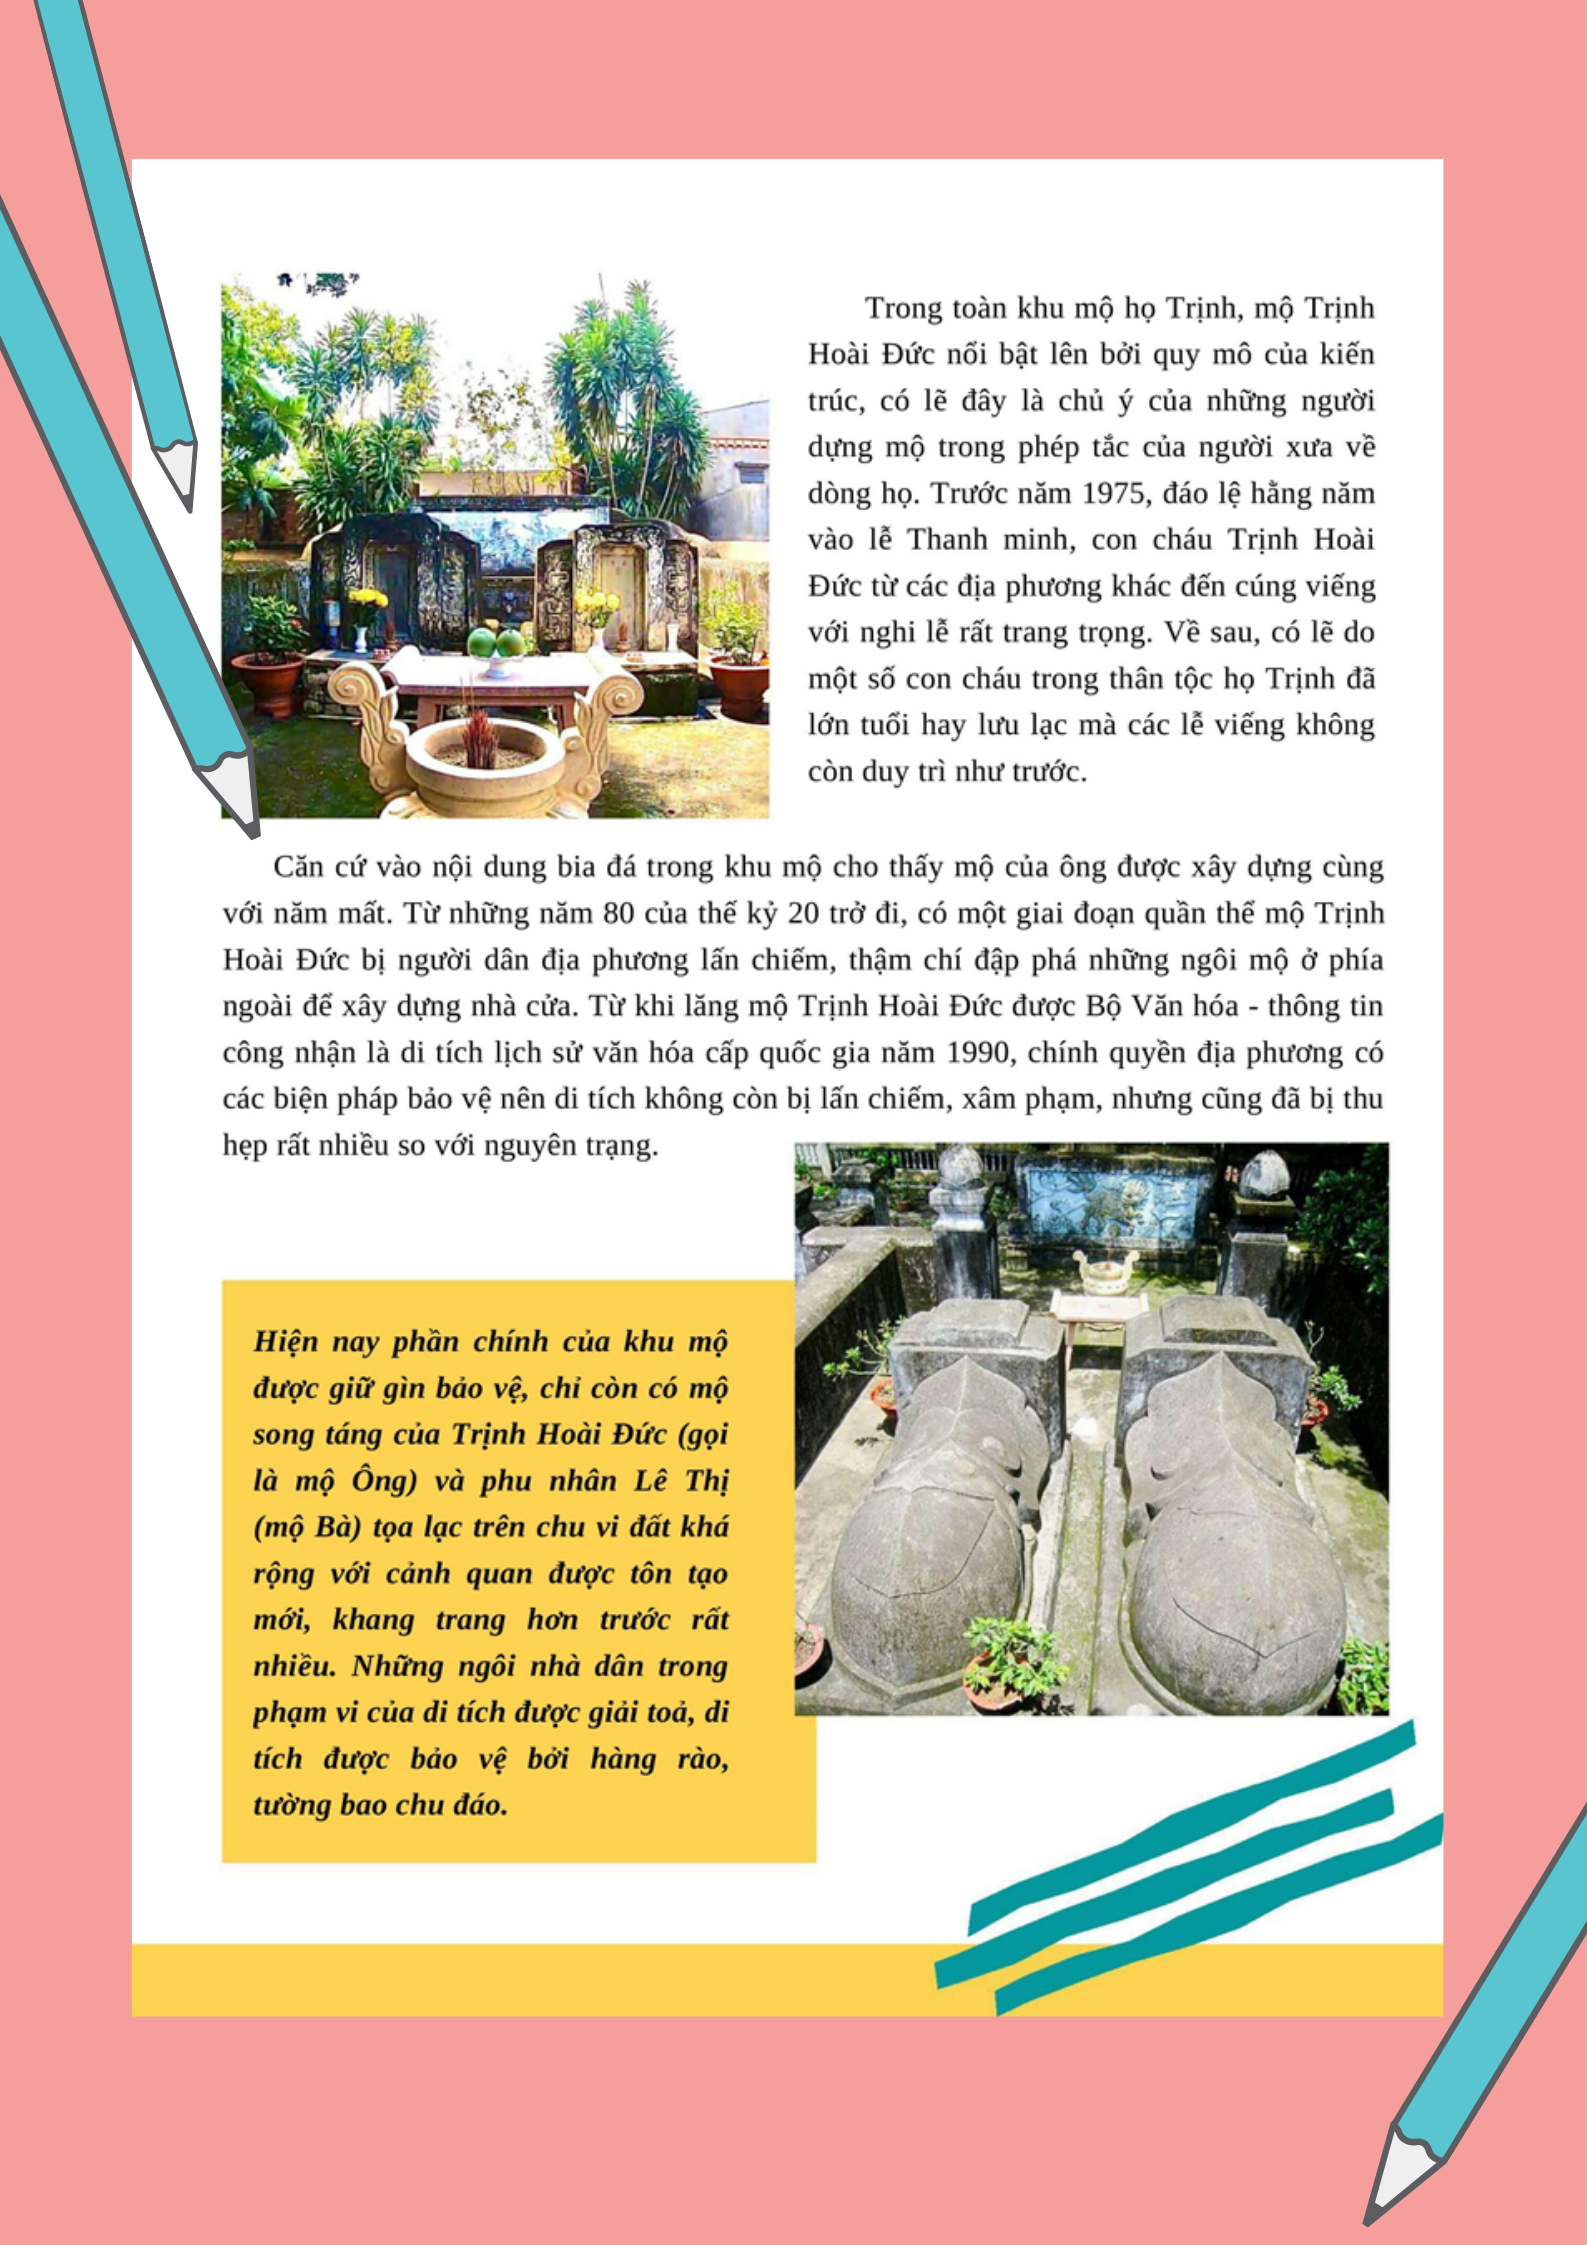 Trong toàn khu mộ họ Trịnh, mộ Trịnh
Hoài Đức nổi bật lên bởi quy mô của kiến
trúc, có lẽ đây là chủ ý của những người
dựng mộ trong phép tắc của người xưa về
dòng họ. Trước năm 1975, đáo lệ hằng năm
vào lễ Thanh minh, con cháu Trịnh Hoài
Đức từ các địa phương khác đến cúng viếng
với nghi lễ rất trang trọng. Về sau, có lẽ do
một số con cháu trong thân tộc họ Trịnh đã
lớn tuổi hay lưu lạc mà các lễ viếng không
còn duy trì như trước.
Căn cứ vào nội dung bia đá trong khu mộ cho thấy mộ của ông được xây dựng cùng
với năm mất. Từ những năm 80 của thế kỷ 20 trở đi, có một giai đoạn quần thể mộ Trịnh
Hoài Đức bị người dân địa phương lấn chiếm, thậm chí đập phá những ngôi mộ ở phía
ngoài để xây dựng nhà cửa. Từ khi lăng mộ Trịnh Hoài Đức được Bộ Văn hóa - thông tin
công nhận là di tích lịch sử văn hóa cấp quốc gia năm 1990, chính quyền địa phương có
các biện pháp bảo vệ nên di tích không còn bị lấn chiếm, xâm phạm, nhưng cũng đã bị thu
hẹp rất nhiều so với nguyên trạng.
Hiện nay phần chính của khu mộ
được giữ gìn bảo vệ, chỉ còn có mộ
song táng của Trịnh Hoài Đức (gọi
là mộ Ông) và phu nhân Lê Thị
(mộ Bà) tọa lạc trên chu vi đất khá
rộng với cảnh quan được tôn tạo
mới, khang trang hơn trước rất
nhiều. Những ngôi nhà dân trong
phạm vi của di tích được giải toả, di
tích được bảo vệ bởi hàng rào,
tường bao chu đáo.